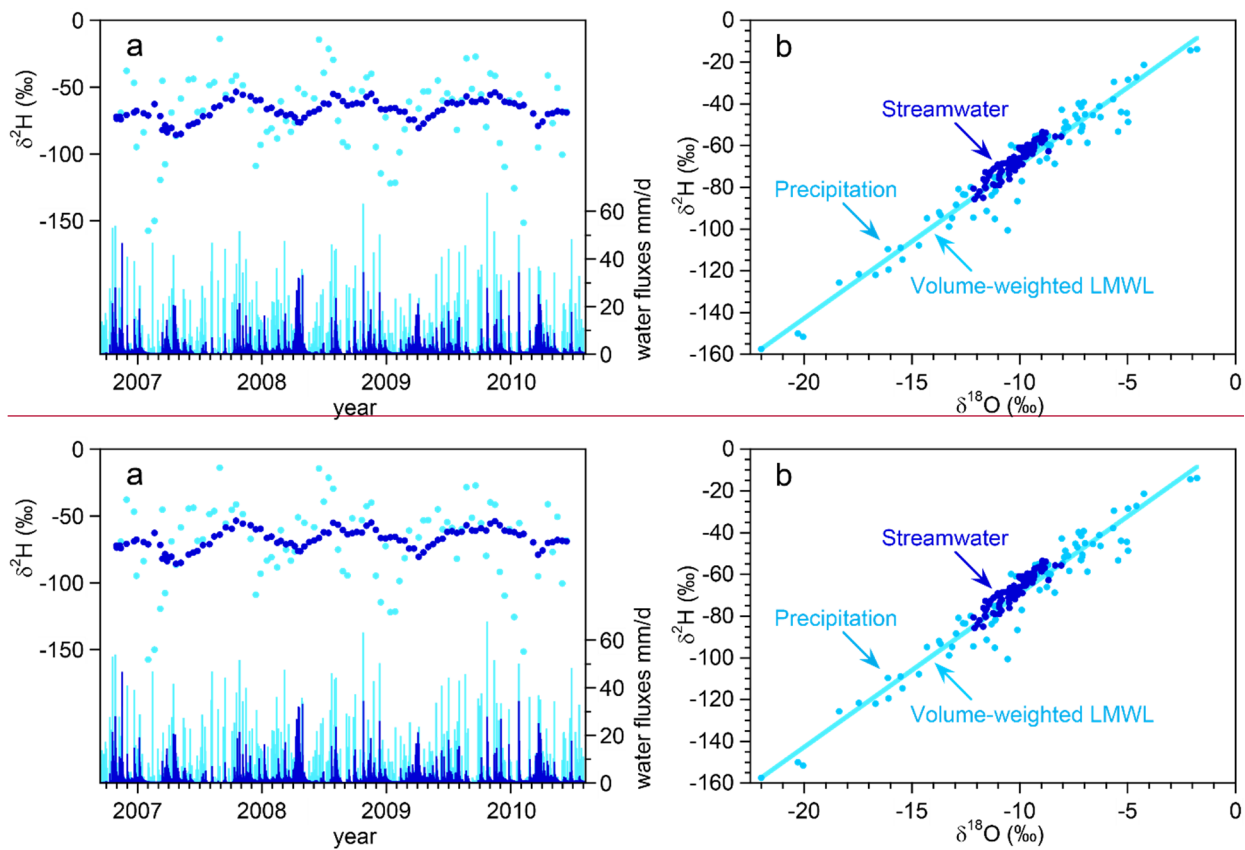 a
0
-50
-100
-150
δ²H (‰)
60
40
20
0
water fluxes mm/d
2007 2008 2009 2010
year
b
0
-20
-40
-60
-80
-100
-120
-140
-160
δ²H (‰)
Streamwater
Precipitation
Volume-weighted LMWL
-20 -15 -10 -5 0
δ¹⁸O (‰)
a
0
-50
-100
-150
δ²H (‰)
60
40
20
0
water fluxes mm/d
2007 2008 2009 2010
year
b
0
-20
-40
-60
-80
-100
-120
-140
-160
δ²H (‰)
Streamwater
Precipitation
Volume-weighted LMWL
-20 -15 -10 -5 0
δ¹⁸O (‰)